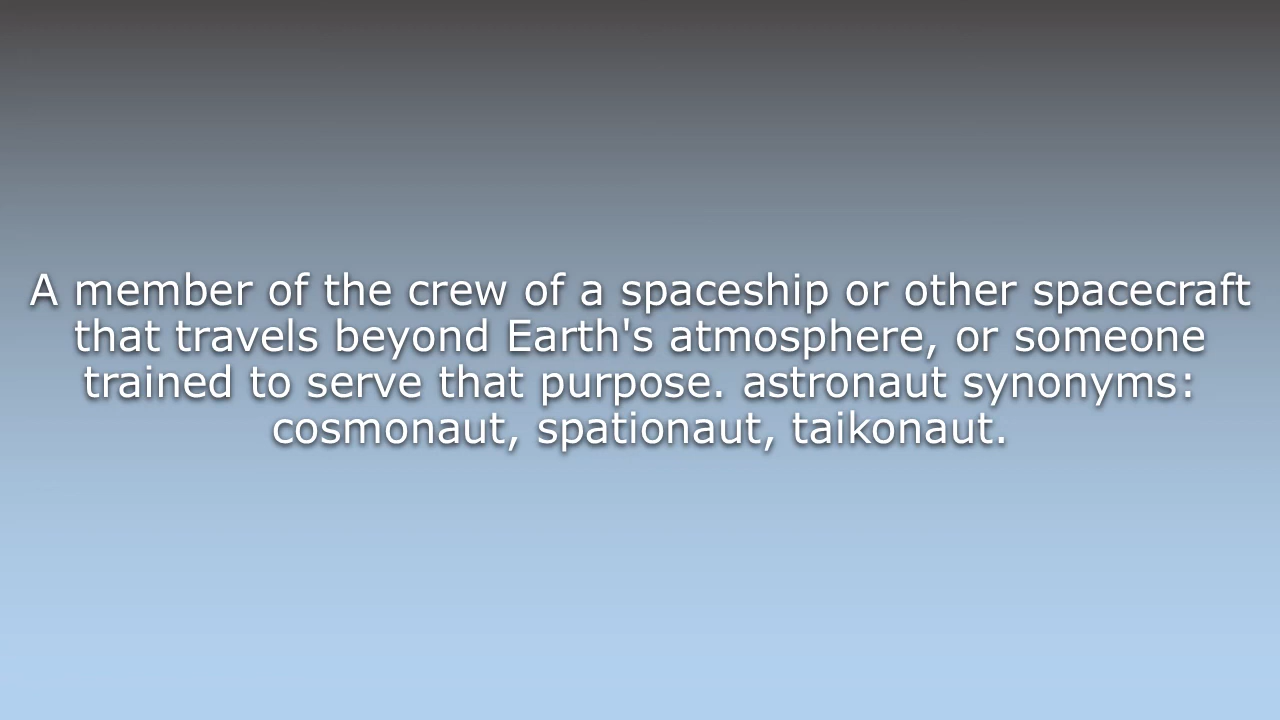 A member of the crew of a spaceship or other spacecraft
that travels beyond Earth's atmosphere, or someone
trained to serve that purpose. astronaut synonyms:
cosmonaut, spationaut, taikonaut.